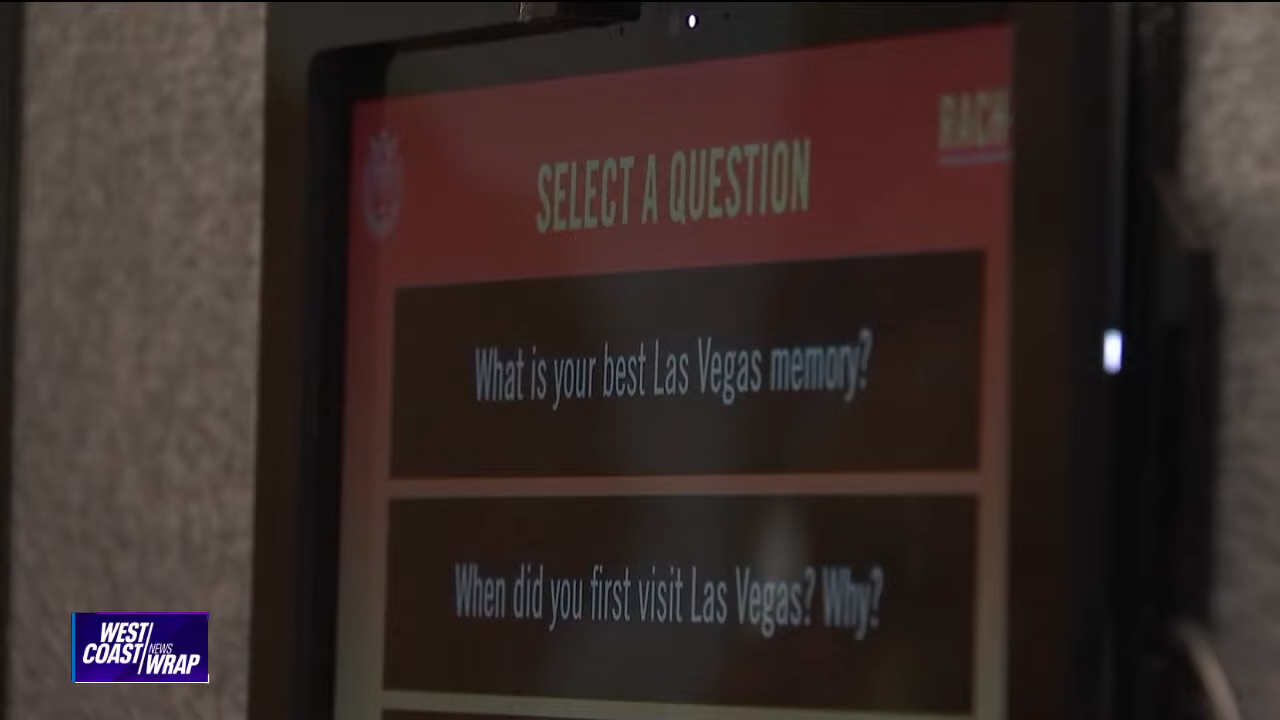 RACH
SELECT A QUESTION
What is your best Las Vegas memory?
When did you first visit Las Vegas? Why?
WEST
COAST NEWS
WRAP